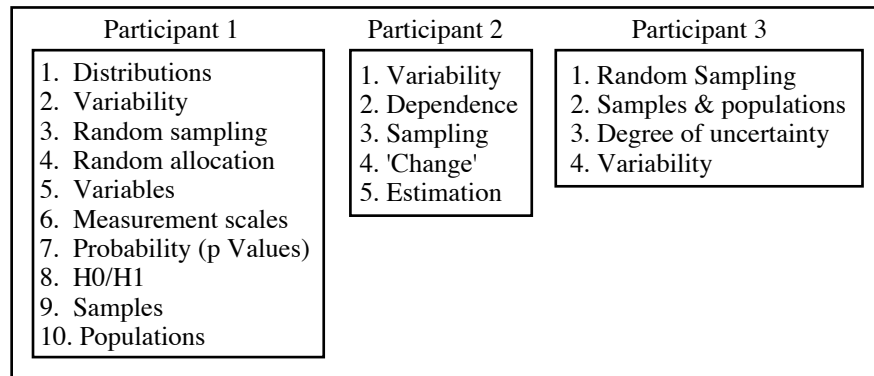 Participant 1
1. Distributions
2. Variability
3. Random sampling
4. Random allocation
5. Variables
6. Measurement scales
7. Probability (p Values)
8. H0/H1
9. Samples
10. Populations
Participant 2
1. Variability
2. Dependence
3. Sampling
4. 'Change'
5. Estimation
Participant 3
1. Random Sampling
2. Samples & populations
3. Degree of uncertainty
4. Variability